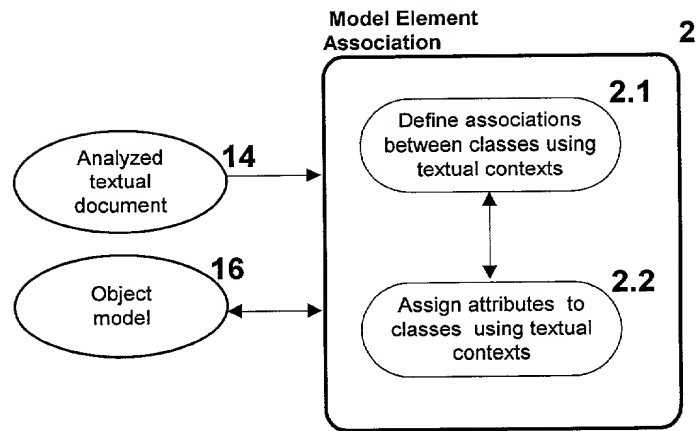 Model Element
Association
2
2.1
Define associations
between classes using
textual contexts
14
Analyzed
textual
document
16
Object
model
2.2
Assign attributes to
classes using textual
contexts